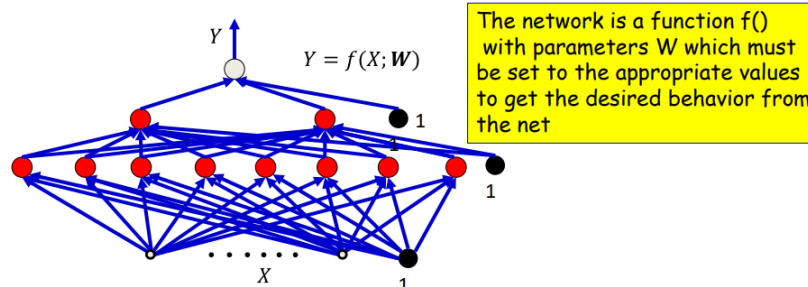 The network is a function f()
with parameters W which must
be set to the appropriate values
to get the desired behavior from
the net
Y
Y = f(X; W)
1
1
1
X
1